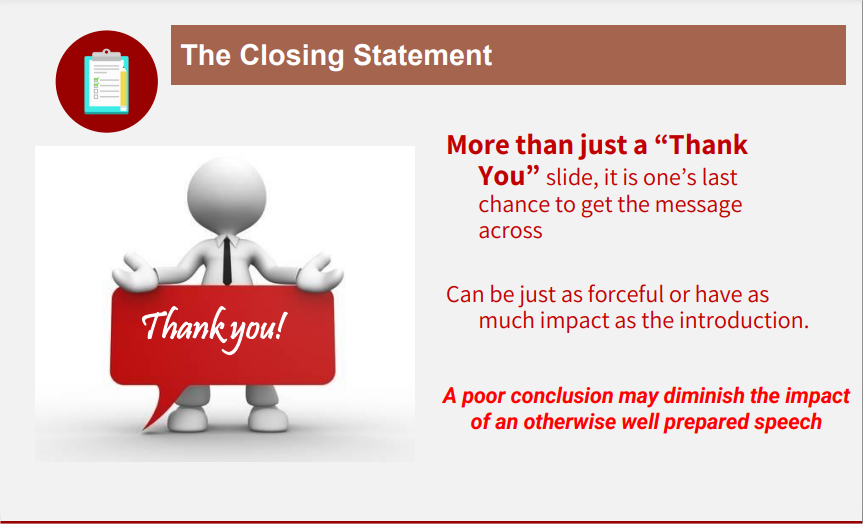 The Closing Statement
More than just a “Thank
You” slide, it is one’s last
chance to get the message
across
Can be just as forceful or have as
much impact as the introduction.
A poor conclusion may diminish the impact
of an otherwise well prepared speech
Thank you!